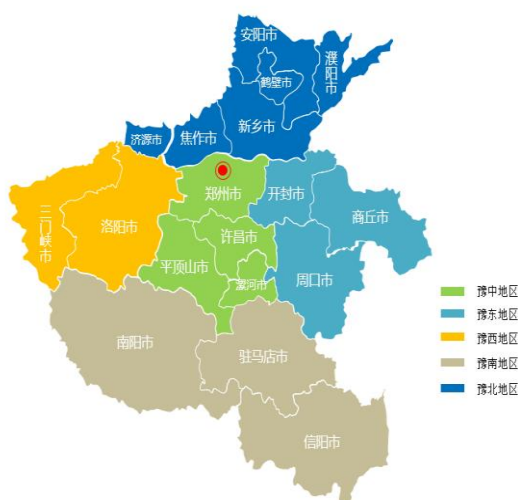 安阳市
濮阳市
鹤壁市
新乡市
焦作市
济源市
郑州市
开封市
商丘市
三门峡市
洛阳市
许昌市
平顶山市
漯河市
周口市
南阳市
驻马店市
信阳市
豫中地区
豫东地区
豫西地区
豫南地区
豫北地区